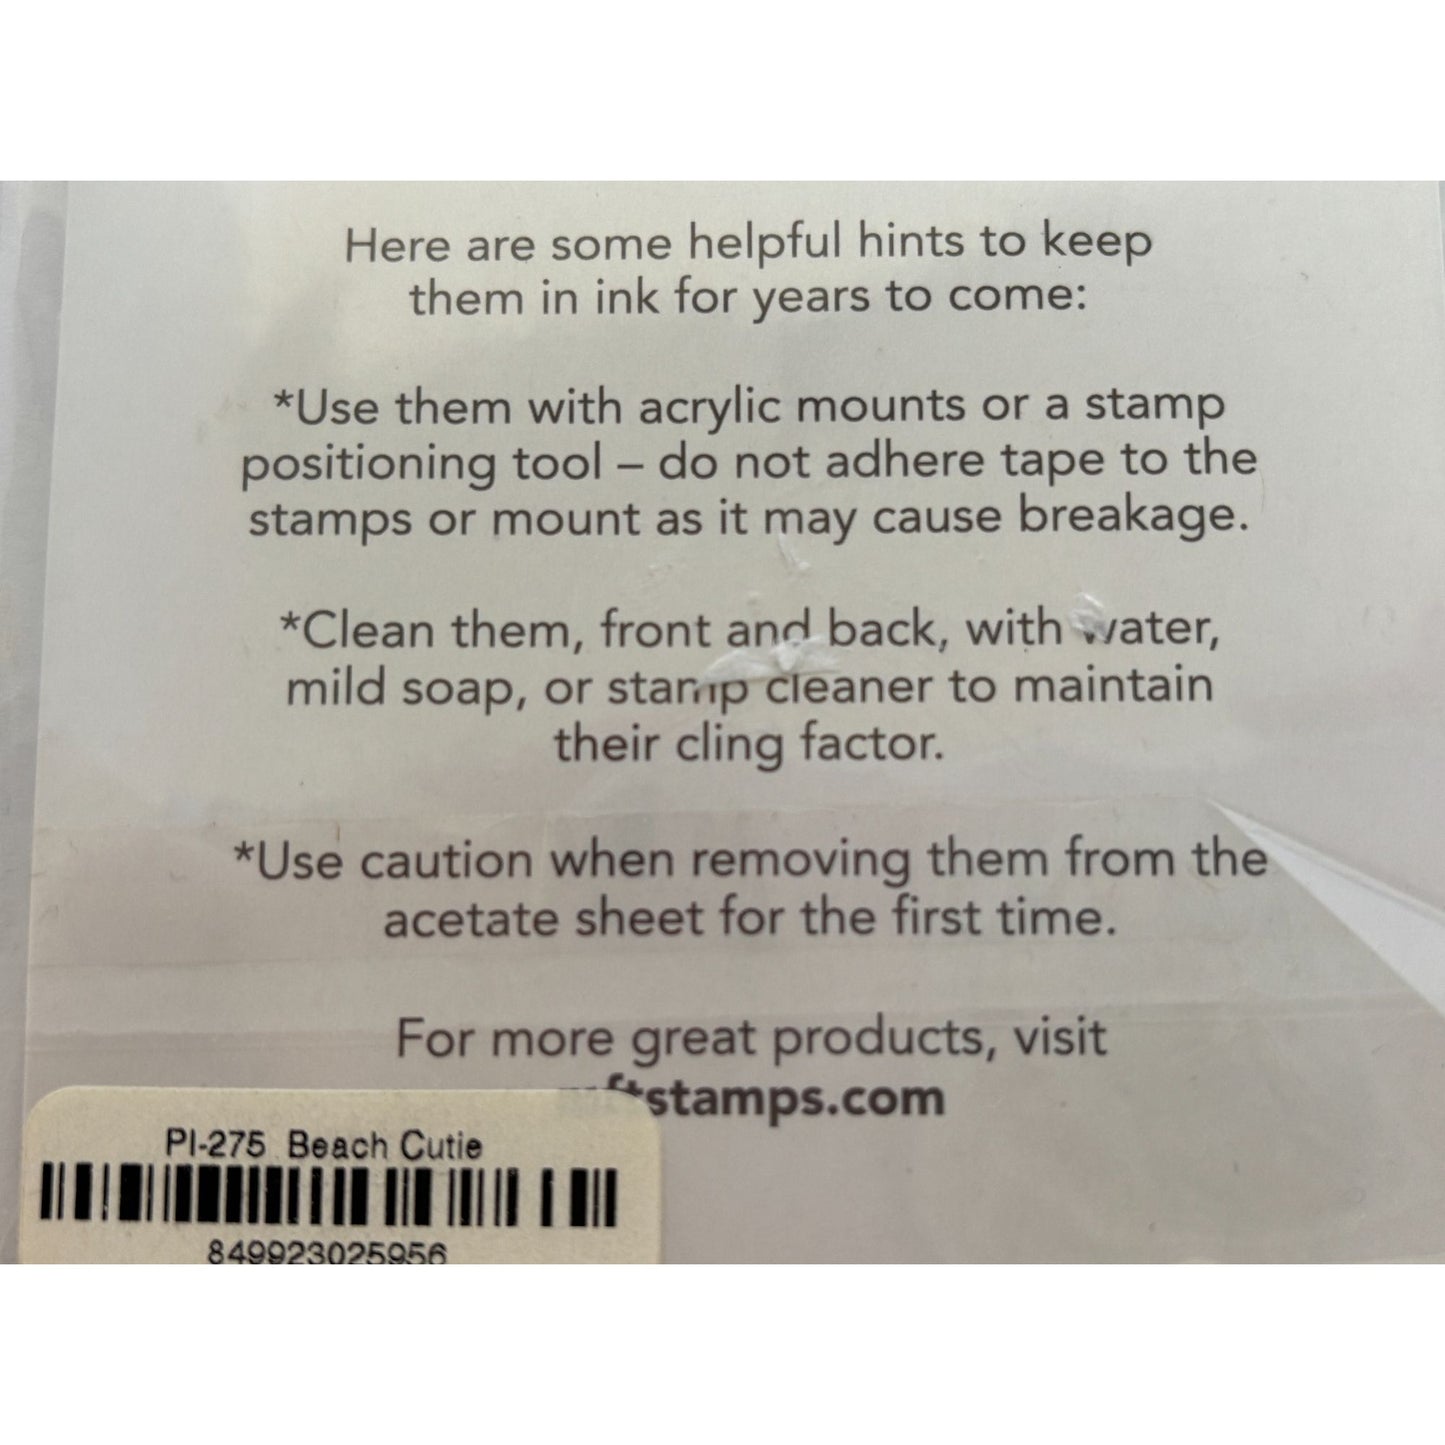 Here are some helpful hints to keep
them in ink for years to come:
*Use them with acrylic mounts or a stamp
positioning tool – do not adhere tape to the
stamps or mount as it may cause breakage.
*Clean them, front and back, with water,
mild soap, or stamp cleaner to maintain
their cling factor.
*Use caution when removing them from the
acetate sheet for the first time.
For more great products, visit
mftstamps.com
PI-275 Beach Cutie
849923025956